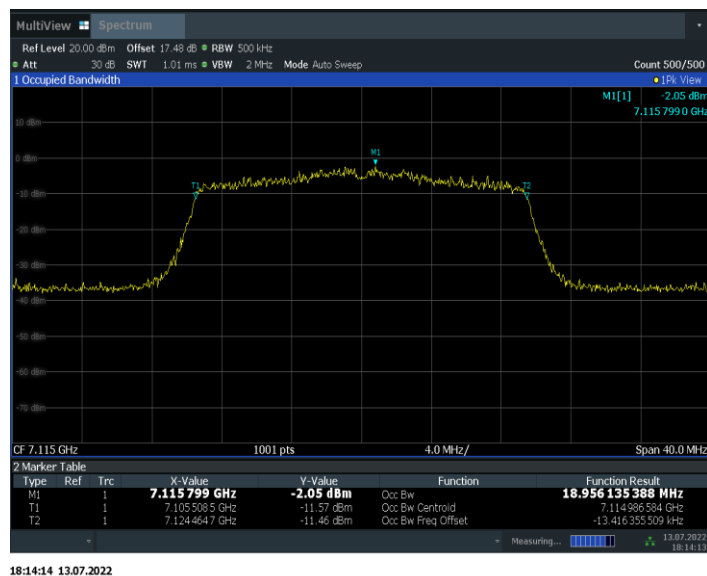 MultiView Spectrum
Ref Level 20.00 dBm Offset 17.48 dB RBW 500 kHz
Att 30 dB SWT 1.01 ms VBW 2 MHz Mode Auto Sweep Count 500/500
1 Occupied Bandwidth 1Pk View
M1[1] -2.05 dBm
7.115 799 0 GHz
10 dBm
M1
0 dBm
T1 T2
-10 dBm
-20 dBm
-30 dBm
-40 dBm
-50 dBm
-60 dBm
-70 dBm
CF 7.115 GHz 1001 pts 4.0 MHz/ Span 40.0 MHz
2 Marker Table
Type Ref Trc X-Value Y-Value Function Function Result
M1 1 7.115799 GHz -2.05 dBm Occ Bw 18.956 135 388 MHz
T1 1 7.105 508 5 GHz -11.57 dBm Occ Bw Centroid 7.114 986 584 GHz
T2 1 7.124 464 7 GHz -11.46 dBm Occ Bw Freq Offset -13.416 355 509 kHz
Measuring... 13.07.2022
18:14:13
18:14:14 13.07.2022